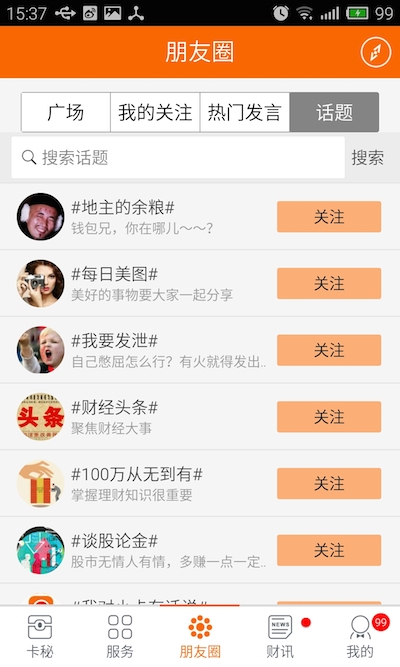 15:37
99
朋友圈
广场 我的关注 热门发言 话题
搜索话题 搜索
#地主的余粮#
钱包兄，你在哪儿～～?
关注
#每日美图#
美好的事物要大家一起分享
关注
#我要发泄#
自己憋屈怎么行？有火就得发出..
关注
头条
#财经头条#
聚焦财经大事
关注
#100万从无到有#
掌握理财知识很重要
关注
#谈股论金#
股市无情人有情，多赚一点一定..
关注
NEWS 99
卡秘 服务 朋友圈 财讯 我的